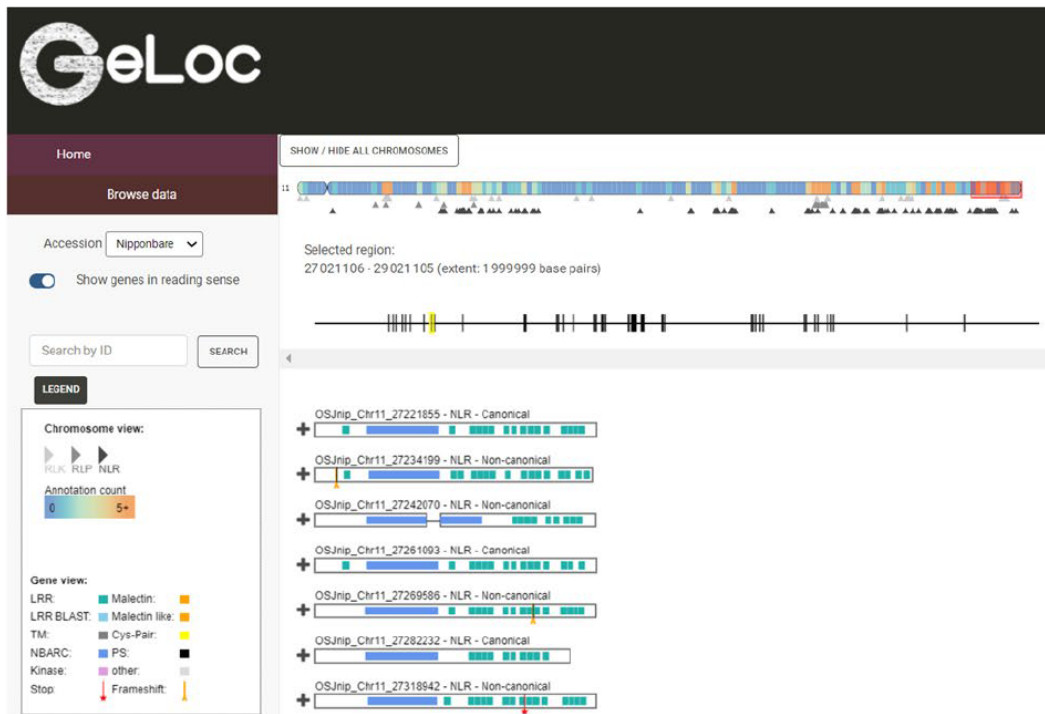 GeLoc
Home
Browse data
Accession Nipponbare
Show genes in reading sense
Search by ID SEARCH
LEGEND
Chromosome view:
RLK RLP NLR
Annotation count
0 5+
Gene view:
LRR: Malectin:
LRR BLAST: Malectin like:
TM: Cys-Pair:
NBARC: PS:
Kinase: other:
Stop: Frameshift:
SHOW / HIDE ALL CHROMOSOMES
11
Selected region:
27 021 106 - 29 021 105 (extent: 1 999999 base pairs)
OSJnip_Chr11_27221855 - NLR - Canonical
OSJnip_Chr11_27234199 - NLR - Non-canonical
OSJnip_Chr11_27242070 - NLR - Non-canonical
OSJnip_Chr11_27261093 - NLR - Canonical
OSJnip_Chr11_27269586 - NLR - Non-canonical
OSJnip_Chr11_27282232 - NLR - Canonical
OSJnip_Chr11_27318942 - NLR - Non-canonical